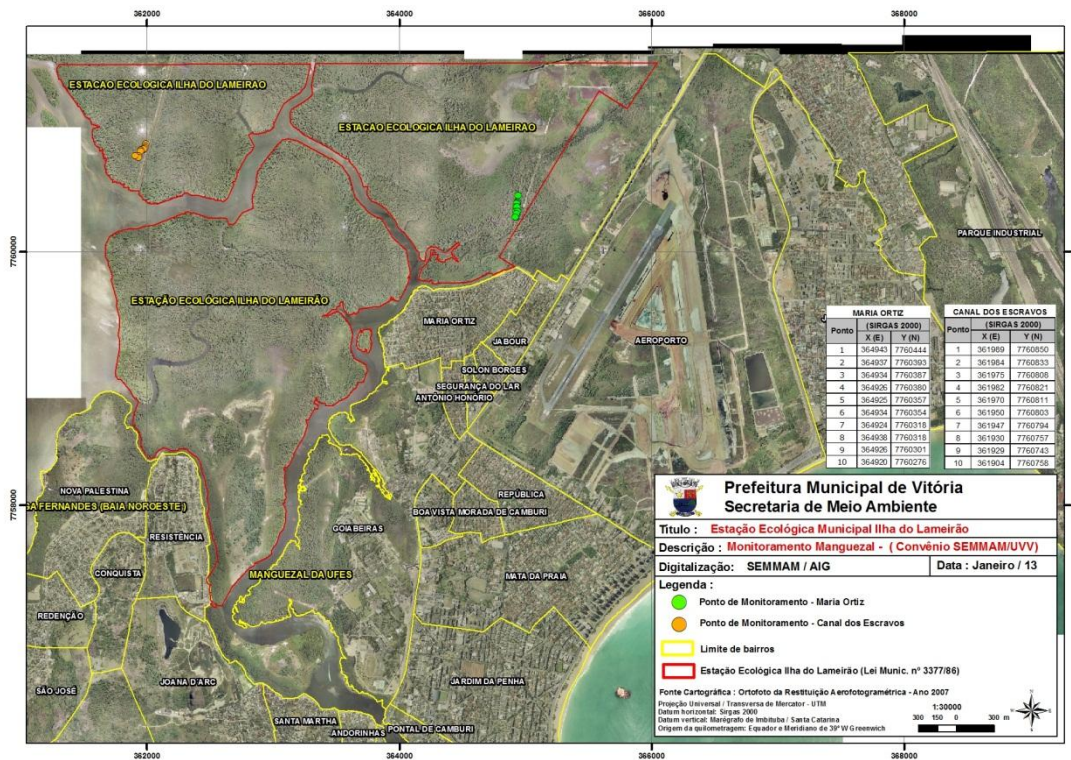 362000 364000 366000 368000
ESTACAO ECOLOGICA ILHA DO LAMEIRAO
ESTACAO ECOLOGICA ILHA DO LAMEIRAO
7760000
PARQUE INDUSTRIAL
ESTAÇÃO ECOLÓGICA ILHA DO LAMEIRÃO
MARIA ORTIZ
JABOUR
AEROPORTO
SOLON BORGES
SEGURANÇA DO LAR
ANTÔNIO HONÓRIO
MARIA ORTIZ
Ponto (SIRGAS 2000)
X (E) Y (N)
1 364943 7760444
2 364937 7760393
3 364934 7760387
4 364926 7760380
5 364925 7760357
6 364934 7760354
7 364924 7760318
8 364938 7760318
9 364926 7760301
10 364920 7760276
CANAL DOS ESCRAVOS
Ponto (SIRGAS 2000)
X (E) Y (N)
1 361989 7760850
2 361984 7760833
3 361975 7760808
4 361982 7760821
5 361970 7760811
6 361950 7760803
7 361947 7760794
8 361930 7760757
9 361929 7760743
10 361904 7760758
NOVA PALESTINA
FERNANDES (BAIA NOROESTE)
7758000
RESISTÊNCIA
CONQUISTA
REDENÇÃO
SÃO JOSÉ
JOANA D'ARC
MANGUEZAL DA UFES
GOIABEIRAS
REPÚBLICA
BOA VISTA
MORADA DE CAMBURI
MATA DA PRAIA
JARDIM DA PENHA
SANTA MARTHA
ANDORINHAS
PONTAL DE CAMBURI
Prefeitura Municipal de Vitória
Secretaria de Meio Ambiente
Titulo : Estação Ecológica Municipal Ilha do Lameirão
Descrição : Monitoramento Manguezal - ( Convênio SEMMAM/UVV)
Digitalização: SEMMAM / AIG Data : Janeiro / 13
Legenda :
Ponto de Monitoramento - Maria Ortiz
Ponto de Monitoramento - Canal dos Escravos
Limite de bairros
Estação Ecológica Ilha do Lameirão (Lei Munic. nº 3377/86)
Fonte Cartográfica : Ortofoto da Restituição Aerofotogramétrica - Ano 2007
Projeção Universal / Transversa de Mercator - UTM
Datum horizontal: Sirgas 2000
Datum vertical: Marégrafo de Imbituba / Santa Catarina
Origem da quilometragem: Equador e Meridiano de 39º W Greenwich
1:30000
300 150 0 300 m
N
362000 364000 366000 368000